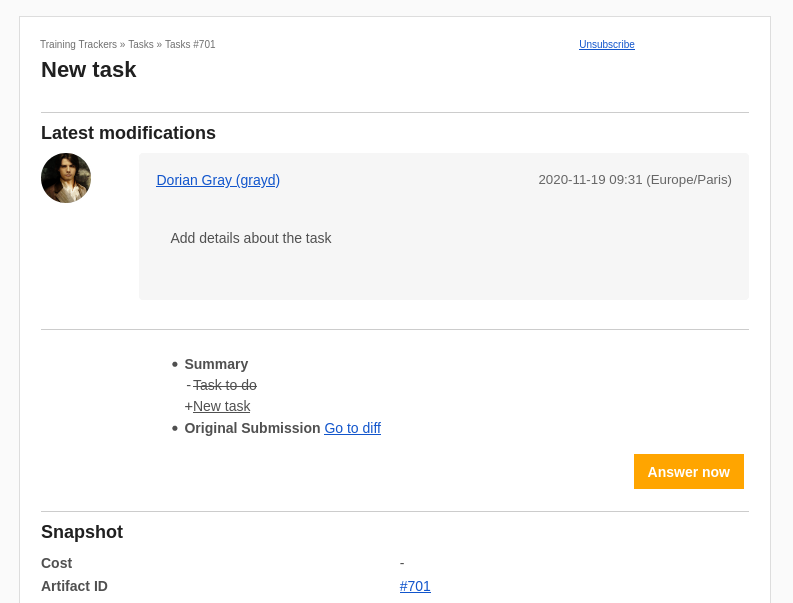 Training Trackers » Tasks » Tasks #701 Unsubscribe
New task
Latest modifications
Dorian Gray (grayd) 2020-11-19 09:31 (Europe/Paris)
Add details about the task
• Summary
-Task to do
+New task
• Original Submission Go to diff
Answer now
Snapshot
Cost -
Artifact ID #701